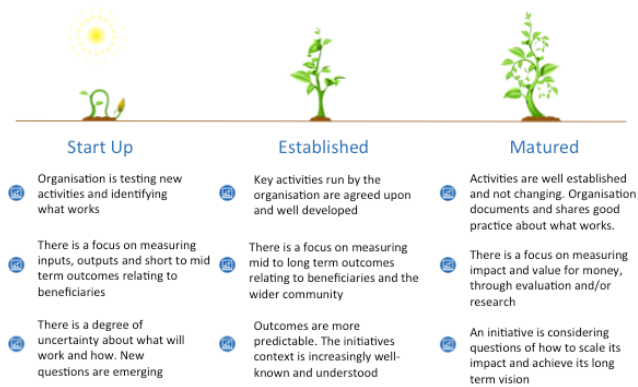 Start Up
Organisation is testing new
activities and identifying
what works
There is a focus on measuring
inputs, outputs and short to mid
term outcomes relating to
beneficiaries
There is a degree of
uncertainty about what will
work and how. New
questions are emerging
Established
Key activities run by the
organisation are agreed upon
and well developed
There is a focus on measuring
mid to long term outcomes
relating to beneficiaries and the
wider community
Outcomes are more
predictable. The initiatives
context is increasingly well-
known and understood
Matured
Activities are well established
and not changing. Organisation
documents and shares good
practice about what works.
There is a focus on measuring
impact and value for money,
through evaluation and/or
research
An initiative is considering
questions of how to scale its
impact and achieve its long
term vision